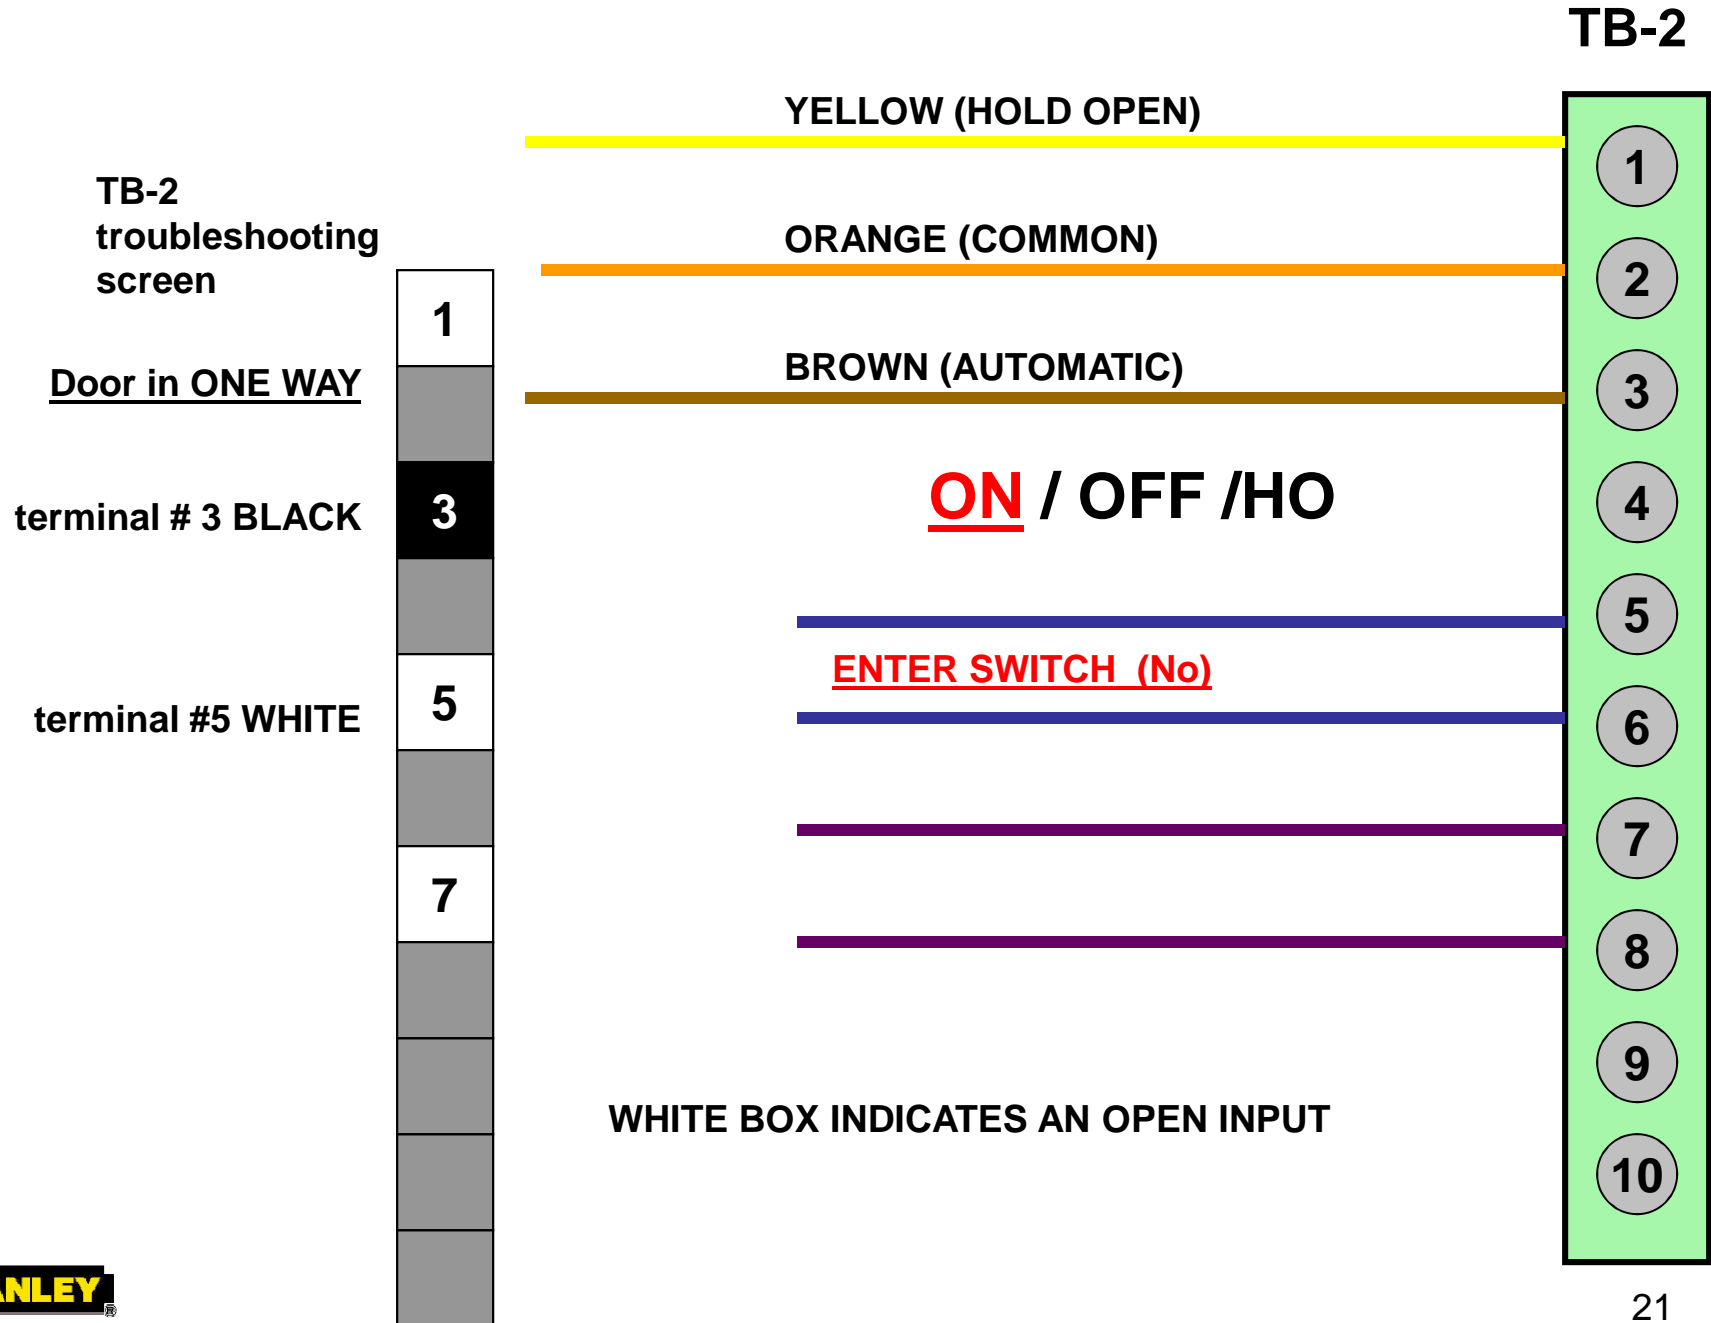 TB-2
YELLOW (HOLD OPEN)
TB-2
troubleshooting
screen
ORANGE (COMMON)
Door in ONE WAY
BROWN (AUTOMATIC)
terminal # 3 BLACK
ON / OFF /HO
ENTER SWITCH (No)
terminal #5 WHITE
WHITE BOX INDICATES AN OPEN INPUT
1
3
5
7
1
2
3
4
5
6
7
8
9
10
ANLEY®
21